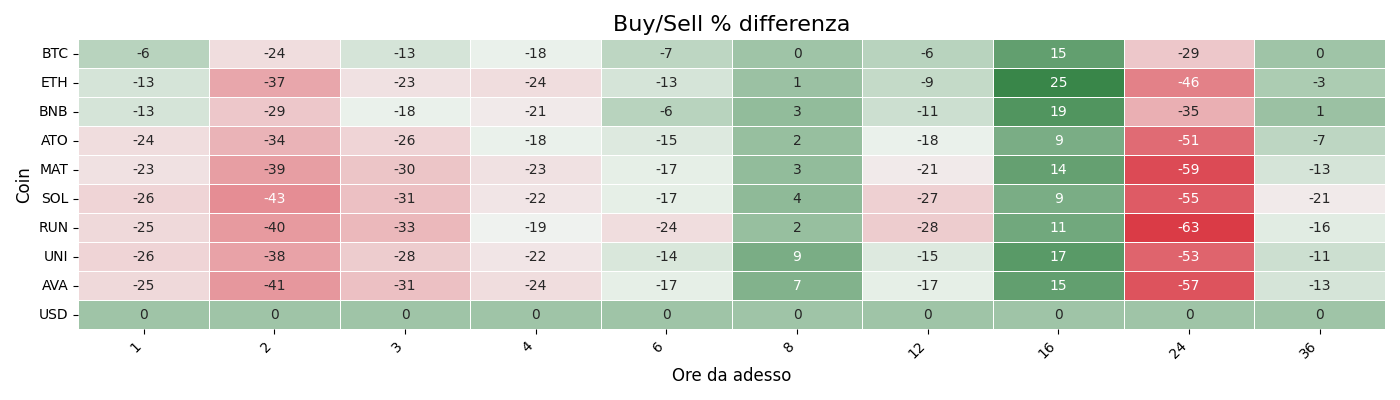 Buy/Sell % differenza
Coin
BTC -6 -24 -13 -18 -7 0 -6 15 -29 0
ETH -13 -37 -23 -24 -13 1 -9 25 -46 -3
BNB -13 -29 -18 -21 -6 3 -11 19 -35 1
ATO -24 -34 -26 -18 -15 2 -18 9 -51 -7
MAT -23 -39 -30 -23 -17 3 -21 14 -59 -13
SOL -26 -43 -31 -22 -17 4 -27 9 -55 -21
RUN -25 -40 -33 -19 -24 2 -28 11 -63 -16
UNI -26 -38 -28 -22 -14 9 -15 17 -53 -11
AVA -25 -41 -31 -24 -17 7 -17 15 -57 -13
USD 0 0 0 0 0 0 0 0 0 0
1 2 3 4 6 8 12 16 24 36
Ore da adesso